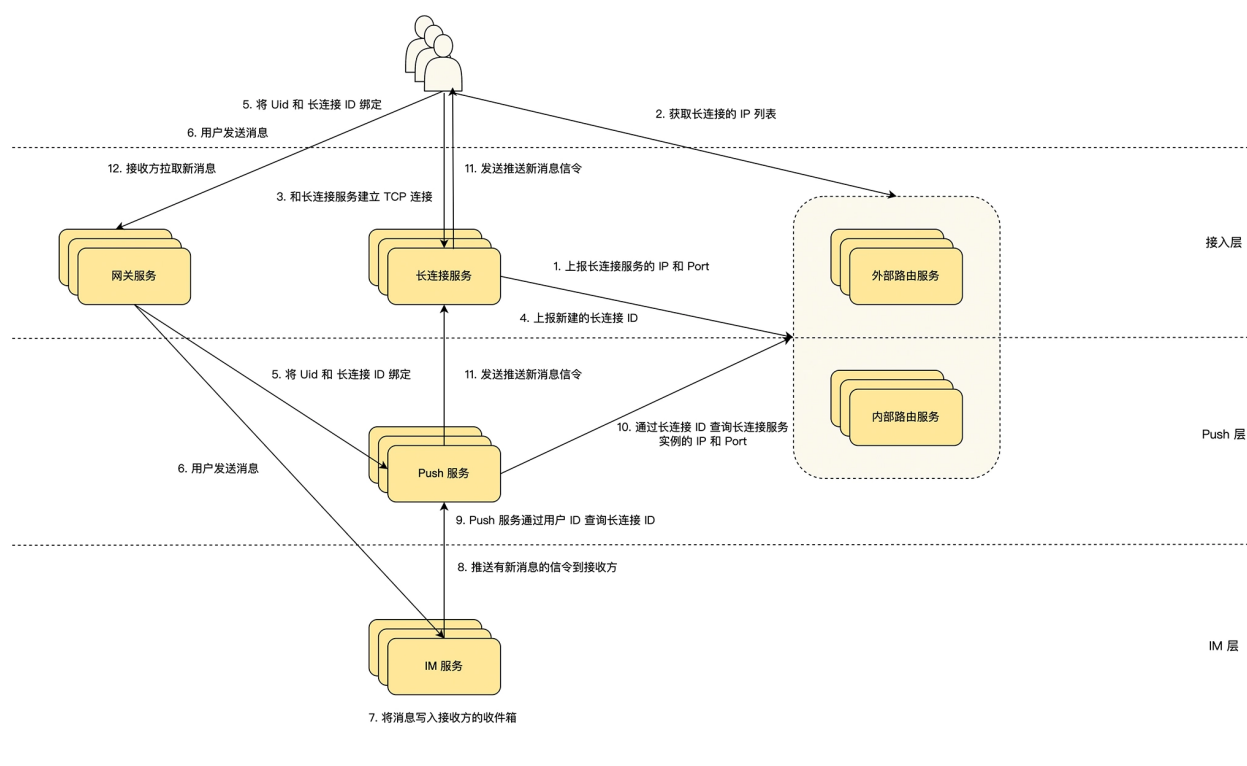 5. 将 Uid 和 长连接 ID 绑定
2. 获取长连接的 IP 列表
6. 用户发送消息
12. 接收方拉取新消息
11. 发送推送新消息信令
3. 和长连接服务建立 TCP 连接
接入层
网关服务
长连接服务
1. 上报长连接服务的 IP 和 Port
外部路由服务
4. 上报新建的长连接 ID
5. 将 Uid 和 长连接 ID 绑定
11. 发送推送新消息信令
内部路由服务
10. 通过长连接 ID 查询长连接服务
实例的 IP 和 Port
Push 层
6. 用户发送消息
Push 服务
9. Push 服务通过用户 ID 查询长连接 ID
8. 推送有新消息的信令到接收方
IM 层
IM 服务
7. 将消息写入接收方的收件箱